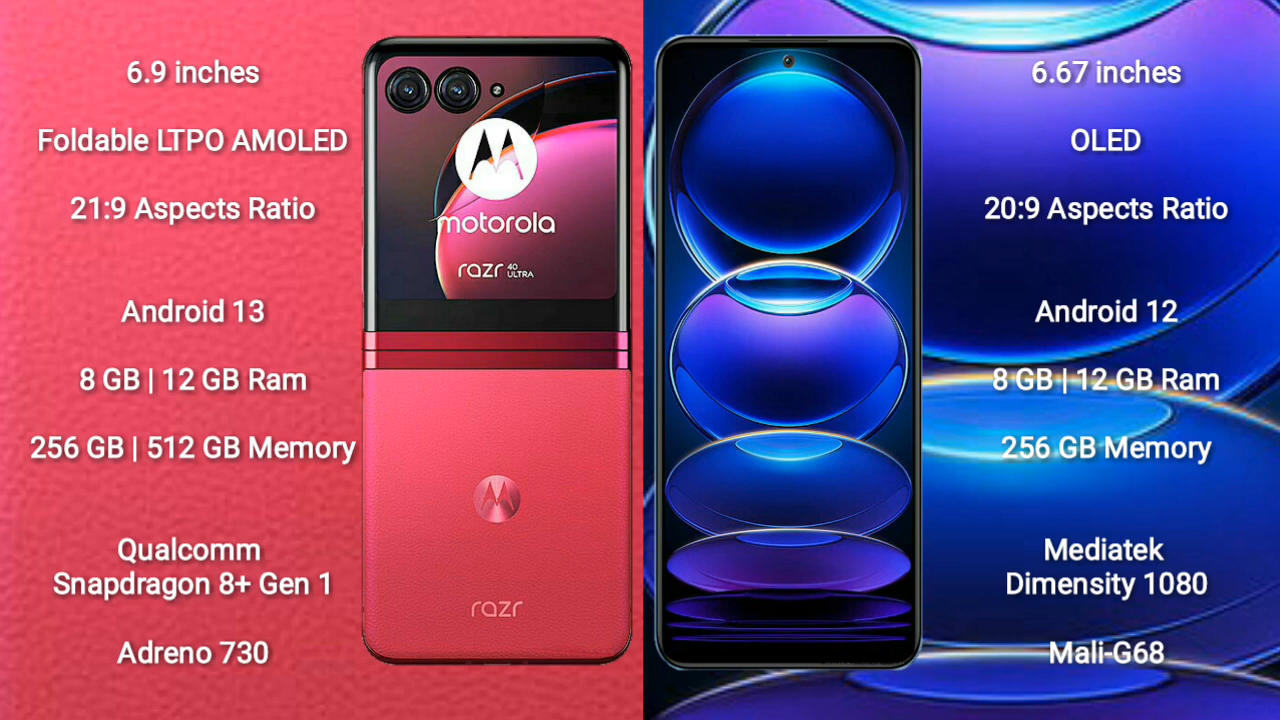 6.9 inches
Foldable LTPO AMOLED
21:9 Aspects Ratio
Android 13
8 GB | 12 GB Ram
256 GB | 512 GB Memory
Qualcomm
Snapdragon 8+ Gen 1
Adreno 730
motorola
razr 40 ULTRA
razr
6.67 inches
OLED
20:9 Aspects Ratio
Android 12
8 GB | 12 GB Ram
256 GB Memory
Mediatek
Dimensity 1080
Mali-G68